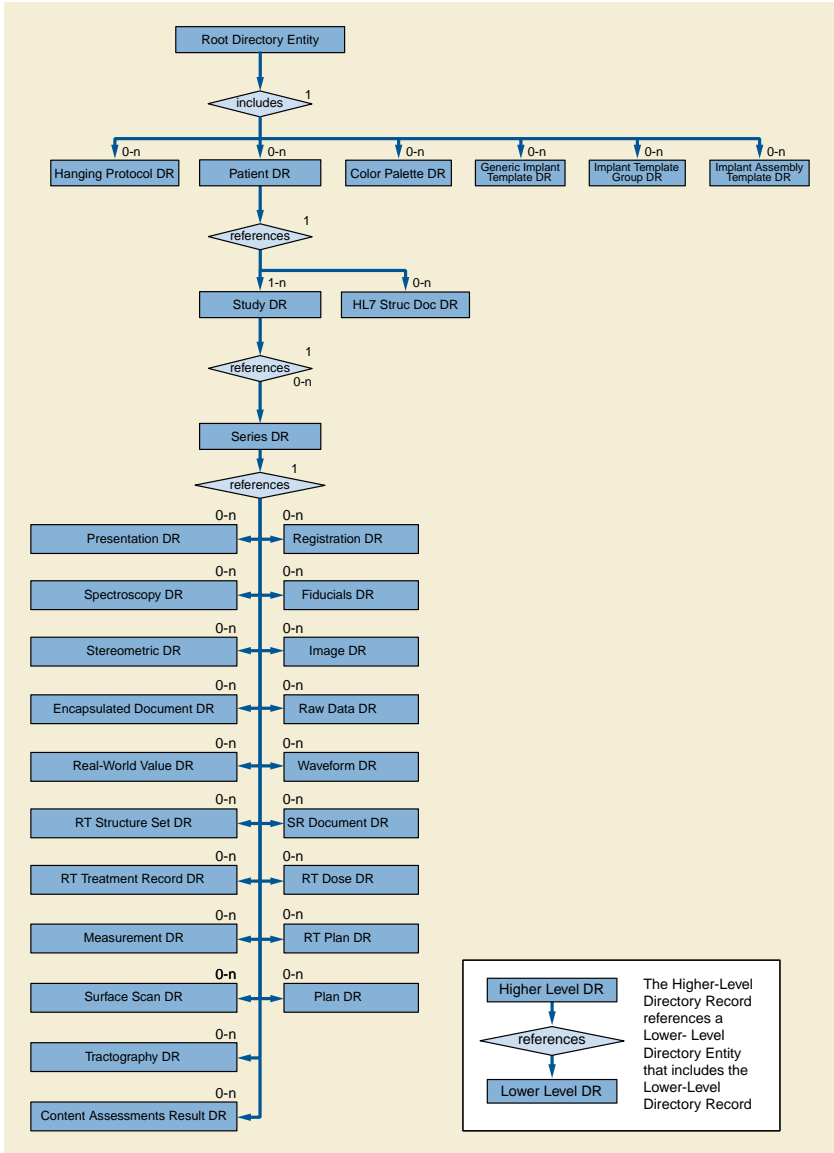 Root Directory Entity
1
includes
0-n
0-n
0-n
0-n
0-n
0-n
Hanging Protocol DR
Patient DR
Color Palette DR
Generic Implant
Template DR
Implant Template
Group DR
Implant Assembly
Template DR
1
references
1-n
0-n
Study DR
HL7 Struc Doc DR
1
references
0-n
Series DR
1
references
0-n
0-n
Presentation DR
Registration DR
0-n
0-n
Spectroscopy DR
Fiducials DR
0-n
0-n
Stereometric DR
Image DR
0-n
0-n
Encapsulated Document DR
Raw Data DR
0-n
0-n
Real-World Value DR
Waveform DR
0-n
0-n
RT Structure Set DR
SR Document DR
0-n
0-n
RT Treatment Record DR
RT Dose DR
0-n
0-n
Measurement DR
RT Plan DR
0-n
0-n
Surface Scan DR
Plan DR
0-n
Tractography DR
0-n
Content Assessments Result DR
Higher Level DR
references
Lower Level DR
The Higher-Level
Directory Record
references a
Lower- Level
Directory Entity
that includes the
Lower-Level
Directory Record